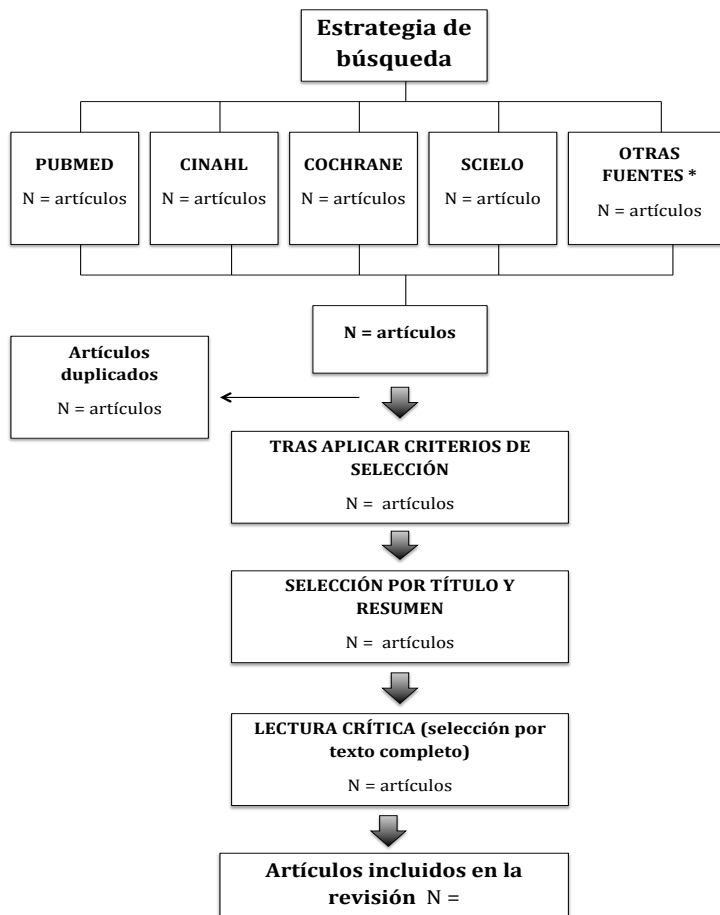 Estrategia de
búsqueda
PUBMED
N = artículos
CINAHL
N = artículos
COCHRANE
N = artículos
SCIELO
N = artículo
OTRAS
FUENTES *
N = artículos
N = artículos
Artículos
duplicados
N = artículos
TRAS APLICAR CRITERIOS DE
SELECCIÓN
N =  artículos
SELECCIÓN POR TÍTULO Y
RESUMEN
N =  artículos
LECTURA CRÍTICA (selección por
texto completo)
N = artículos
Artículos incluidos en la
revisión  N =